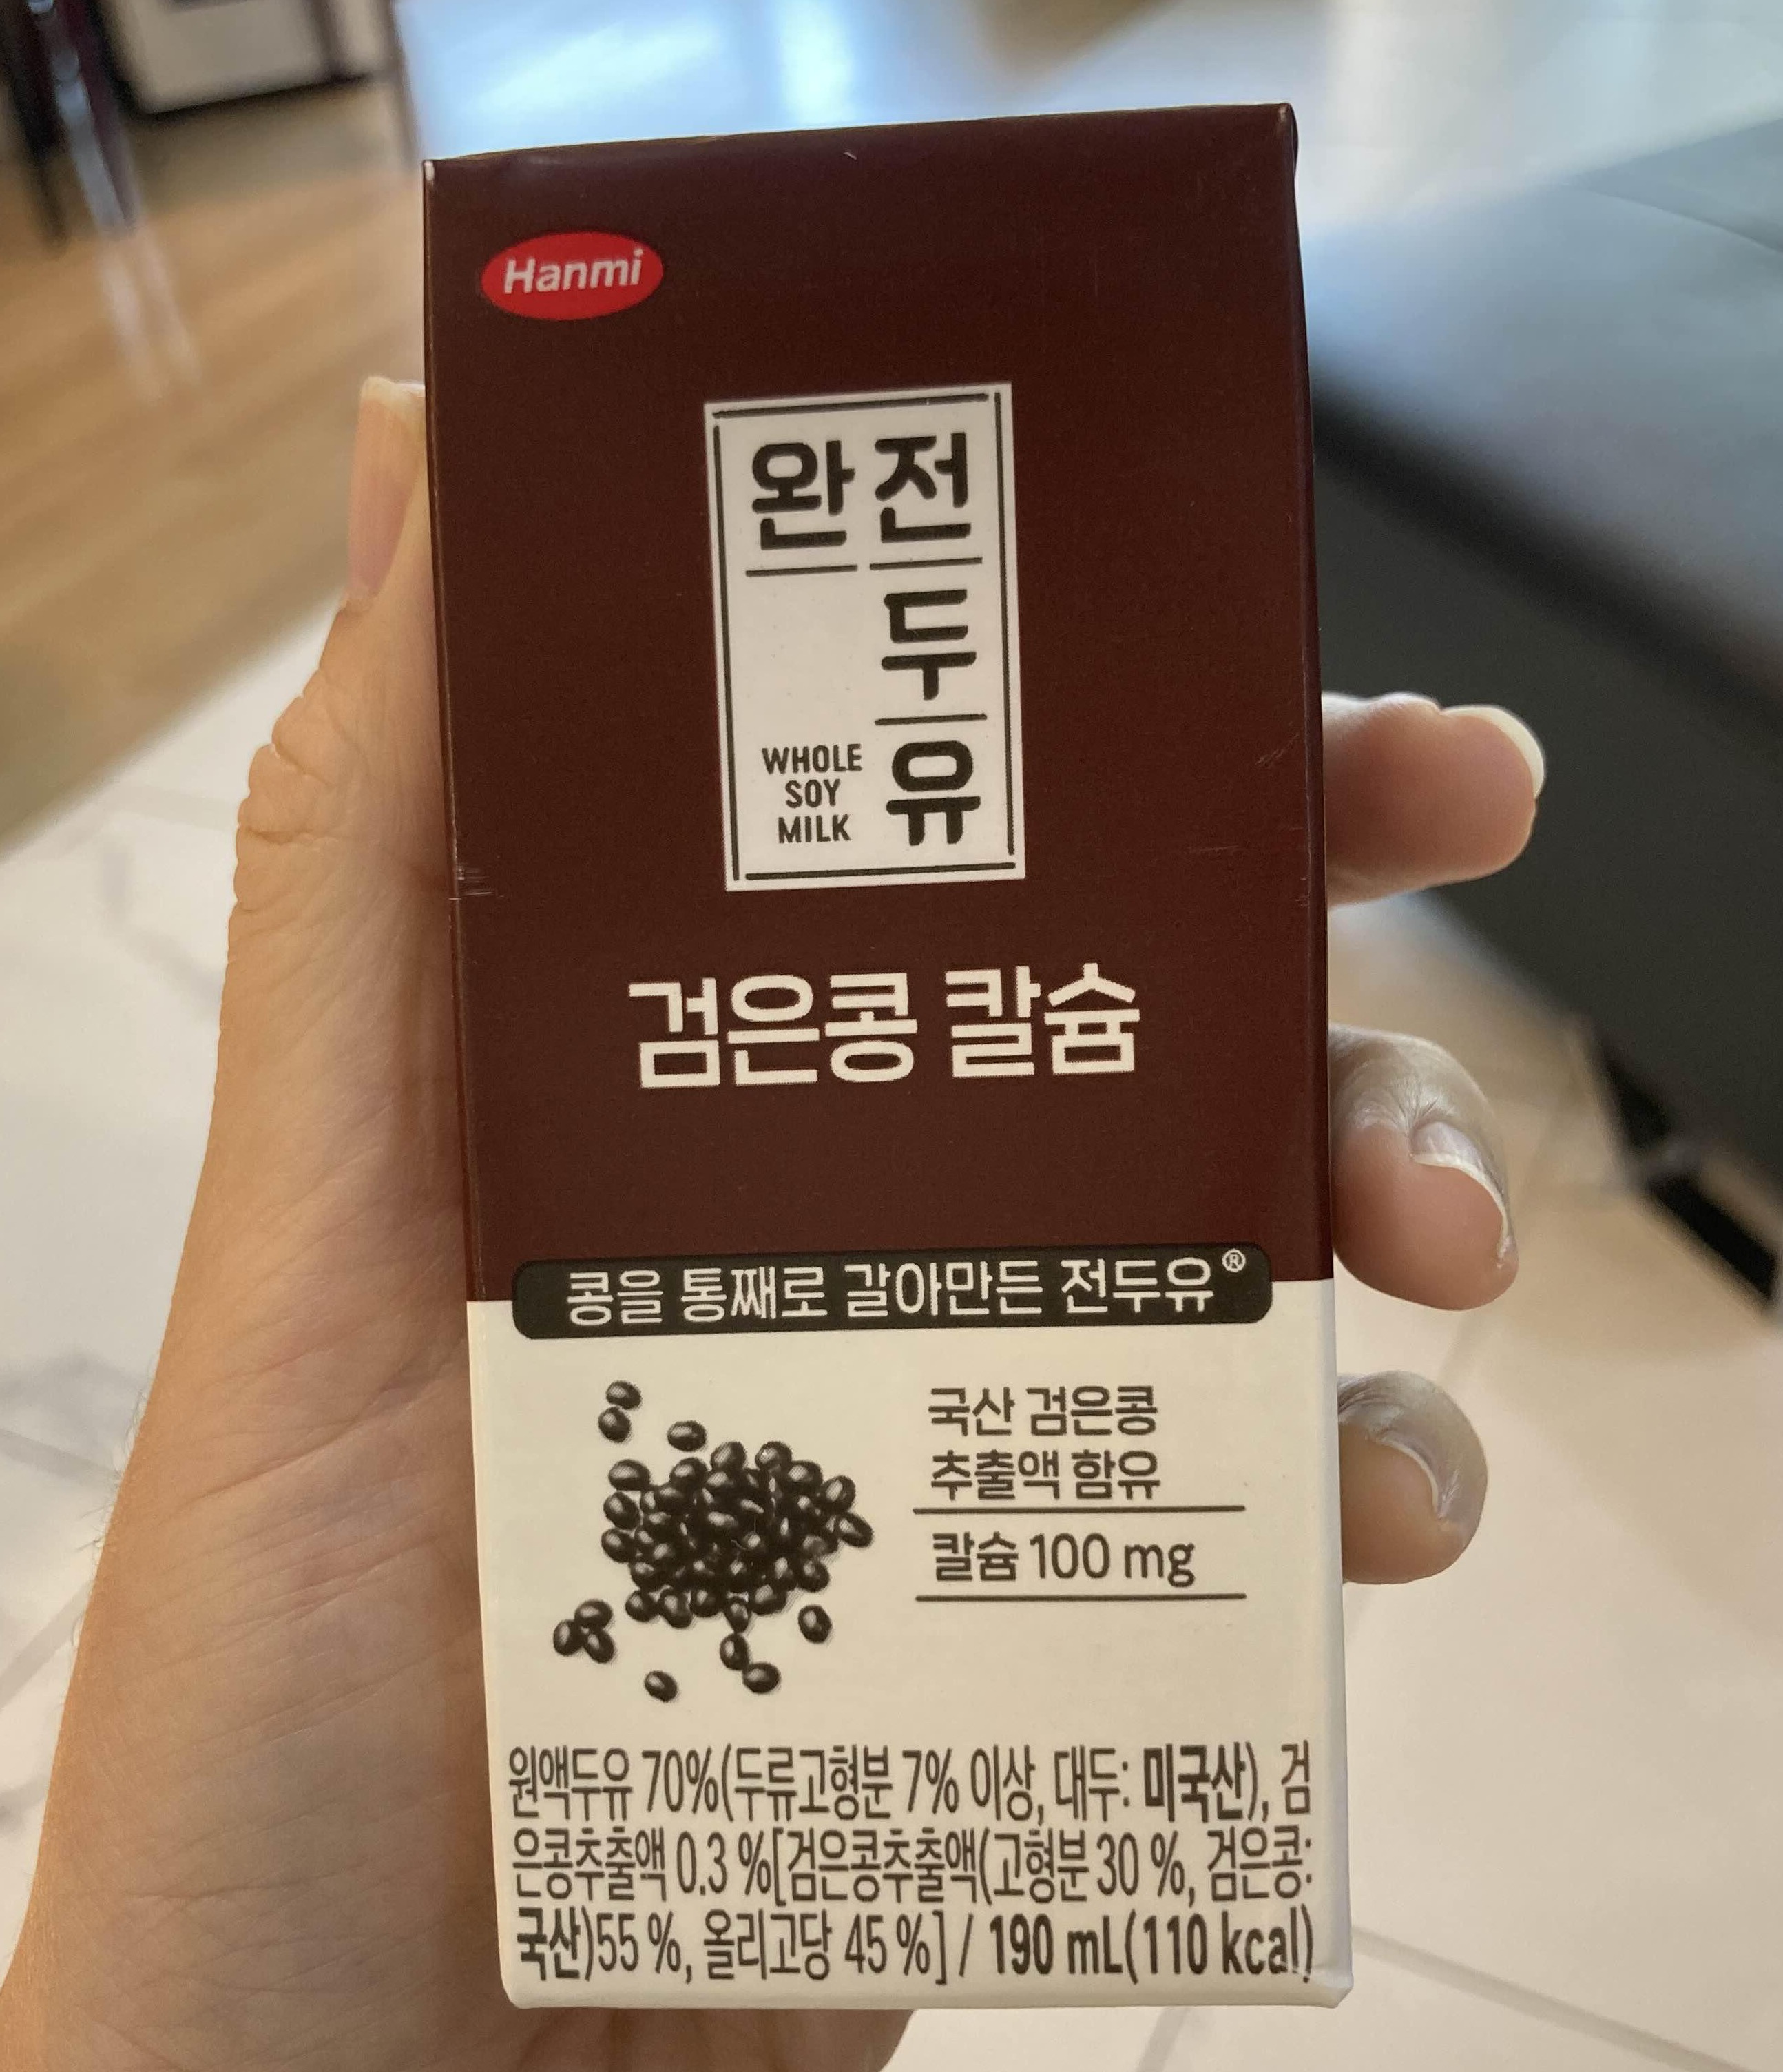 Hanmi
완전두유
WHOLE
SOY
MILK
검은콩 칼슘
콩을 통째로 갈아만든 전두유®
국산 검은콩
추출액 함유
칼슘 100 mg
원액두유 70%(두류고형분 7% 이상, 대두: 미국산), 검
은콩추출액 0.3 %[검은콩추출액(고형분 30 %, 검은콩:
국산)55 %, 올리고당 45 %] / 190 mL(110 kcal)